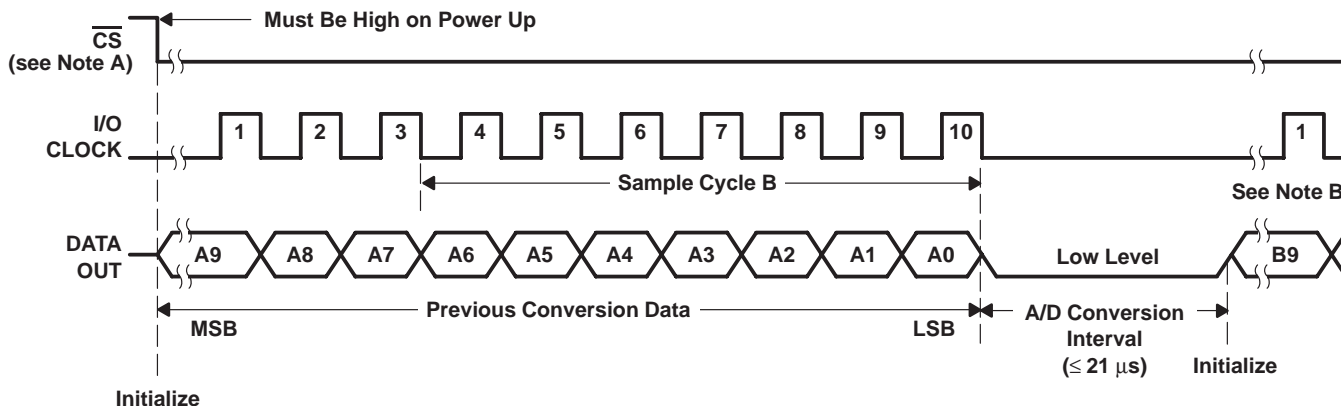 Must Be High on Power Up
CS
(see Note A)
I/O
CLOCK
1 2 3 4 5 6 7 8 9 10 1
Sample Cycle B
See Note B
DATA
OUT
A9 A8 A7 A6 A5 A4 A3 A2 A1 A0 Low Level B9
Previous Conversion Data
MSB LSB
A/D Conversion
Interval
(≤ 21 μs)
Initialize
Initialize